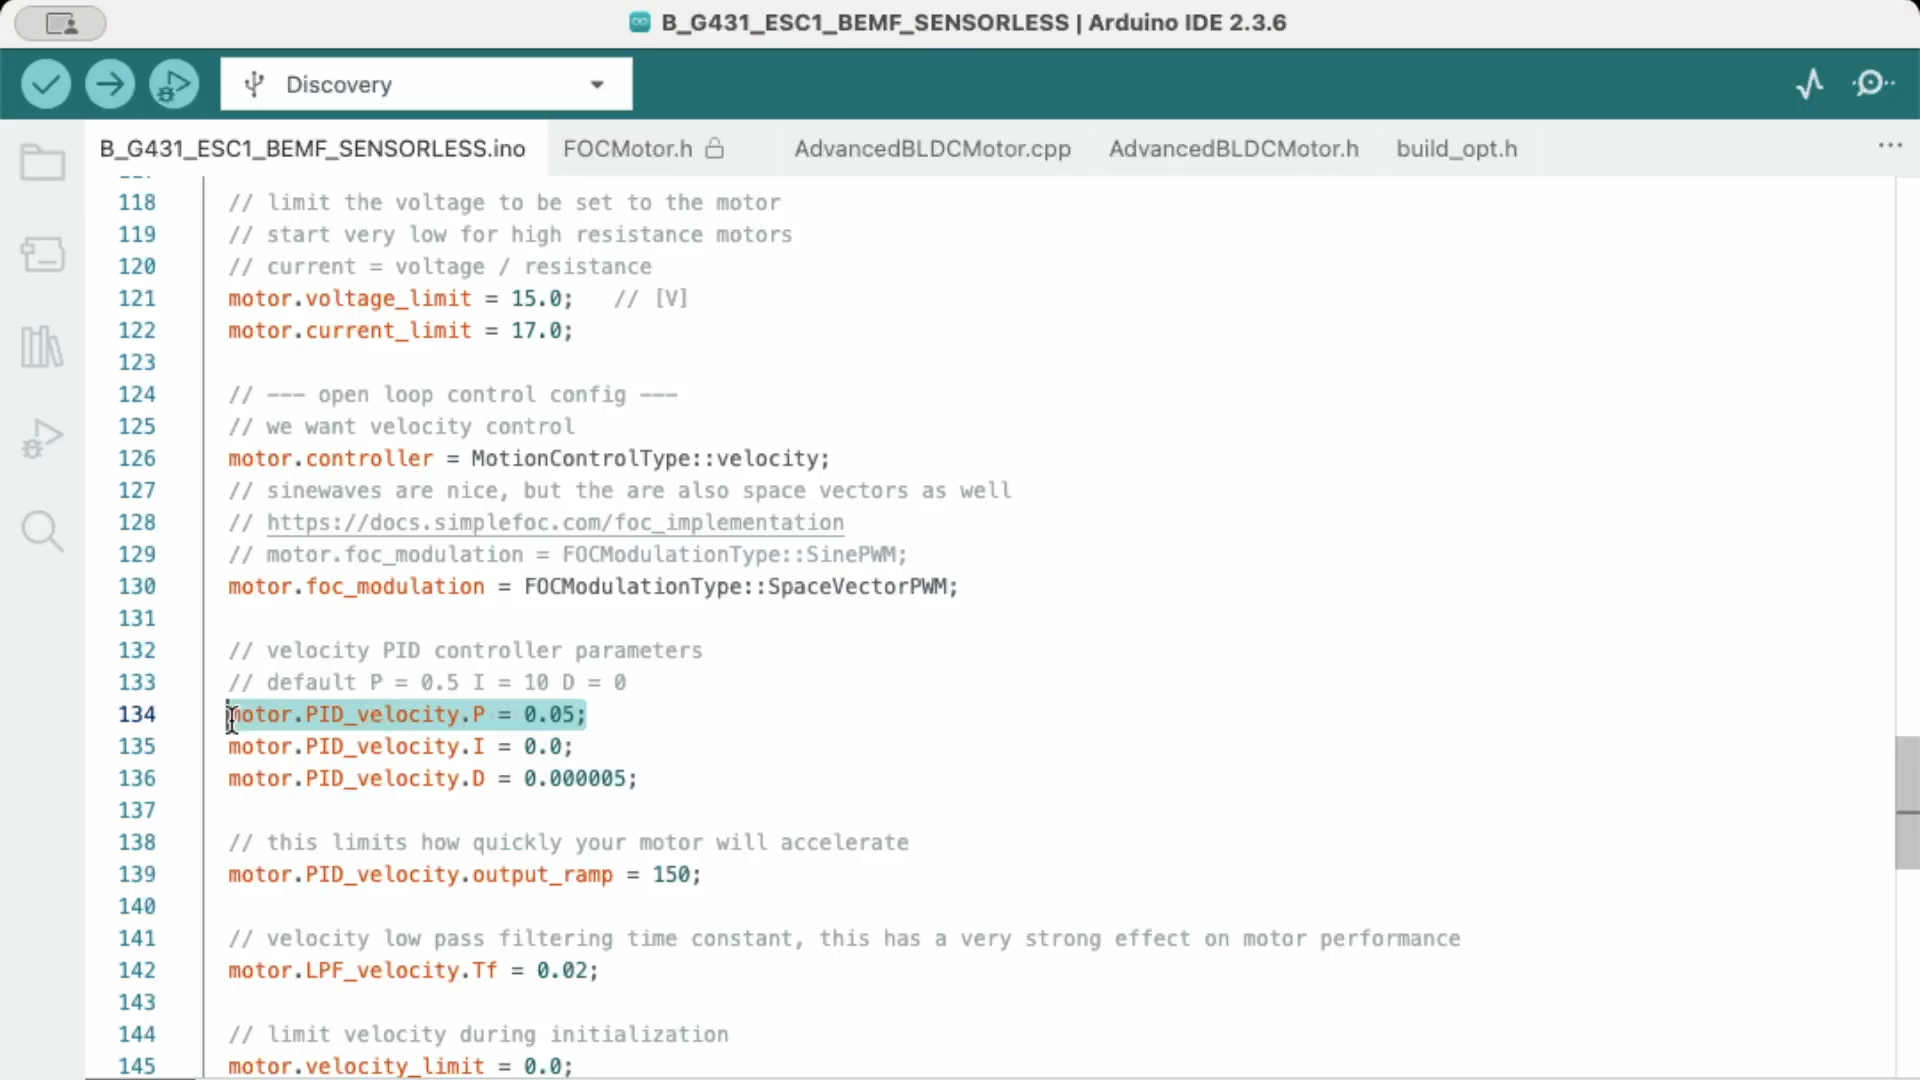 B_G431_ESC1_BEMF_SENSORLESS | Arduino IDE 2.3.6
Discovery
B_G431_ESC1_BEMF_SENSORLESS.ino FOCMotor.h AdvancedBLDCMotor.cpp AdvancedBLDCMotor.h build_opt.h
118 // limit the voltage to be set to the motor
119 // start very low for high resistance motors
120 // current = voltage / resistance
121 motor.voltage_limit = 15.0; // [V]
122 motor.current_limit = 17.0;
123
124 // --- open loop control config ---
125 // we want velocity control
126 motor.controller = MotionControlType::velocity;
127 // sinewaves are nice, but the are also space vectors as well
128 // https://docs.simplefoc.com/foc_implementation
129 // motor.foc_modulation = FOCModulationType::SinePWM;
130 motor.foc_modulation = FOCModulationType::SpaceVectorPWM;
131
132 // velocity PID controller parameters
133 // default P = 0.5 I = 10 D = 0
134 motor.PID_velocity.P = 0.05;
135 motor.PID_velocity.I = 0.0;
136 motor.PID_velocity.D = 0.000005;
137
138 // this limits how quickly your motor will accelerate
139 motor.PID_velocity.output_ramp = 150;
140
141 // velocity low pass filtering time constant, this has a very strong effect on motor performance
142 motor.LPF_velocity.Tf = 0.02;
143
144 // limit velocity during initialization
145 motor.velocity_limit = 0.0;